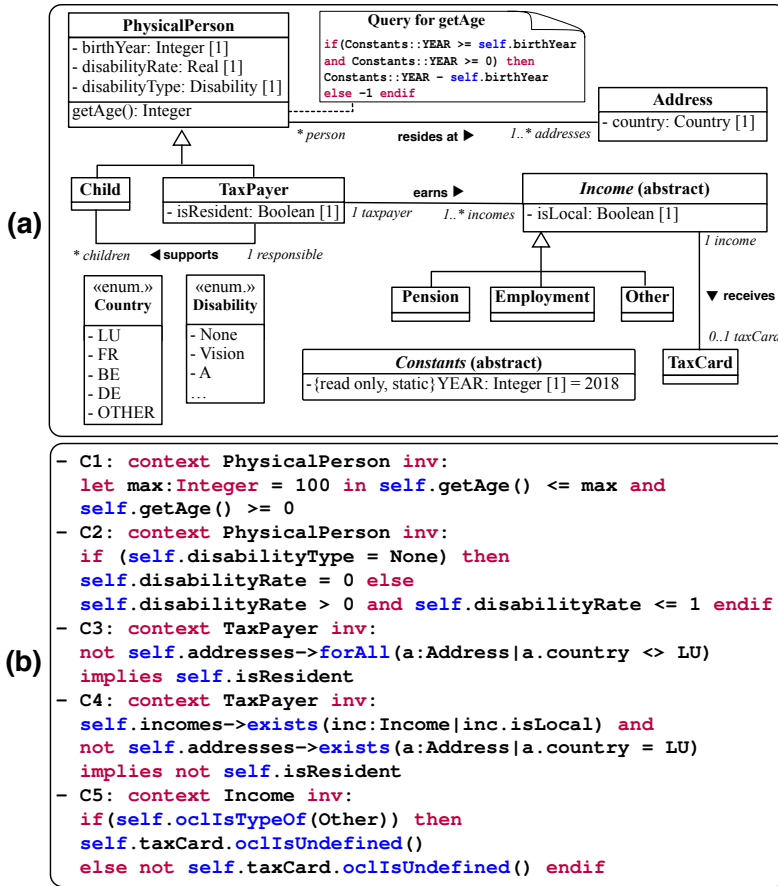 (a)
PhysicalPerson
- birthYear: Integer [1]
- disabilityRate: Real [1]
- disabilityType: Disability [1]
getAge(): Integer
Query for getAge
if(Constants::YEAR >= self.birthYear
and Constants::YEAR >= 0) then
Constants::YEAR - self.birthYear
else -1 endif
Address
- country: Country [1]
* person
resides at ▶
1..* addresses
Child
TaxPayer
- isResident: Boolean [1]
earns ▶
1 taxpayer
1..* incomes
Income (abstract)
- isLocal: Boolean [1]
* children
◀ supports
1 responsible
1 income
«enum.»
Country
- LU
- FR
- BE
- DE
- OTHER
«enum.»
Disability
- None
- Vision
- A
...
Pension
Employment
Other
▼ receives
0..1 taxCard
TaxCard
Constants (abstract)
-{read only, static}YEAR: Integer [1] = 2018
(b)
– C1: context PhysicalPerson inv:
let max:Integer = 100 in self.getAge() <= max and
self.getAge() >= 0
– C2: context PhysicalPerson inv:
if (self.disabilityType = None) then
self.disabilityRate = 0 else
self.disabilityRate > 0 and self.disabilityRate <= 1 endif
– C3: context TaxPayer inv:
not self.addresses->forAll(a:Address|a.country <> LU)
implies self.isResident
– C4: context TaxPayer inv:
self.incomes->exists(inc:Income|inc.isLocal) and
not self.addresses->exists(a:Address|a.country = LU)
implies not self.isResident
– C5: context Income inv:
if(self.oclIsTypeOf(Other)) then
self.taxCard.oclIsUndefined()
else not self.taxCard.oclIsUndefined() endif